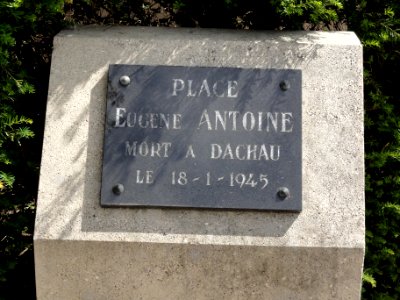 PLACE
EUGENE ANTOINE
MORT A DACHAU
LE 18-1-1945